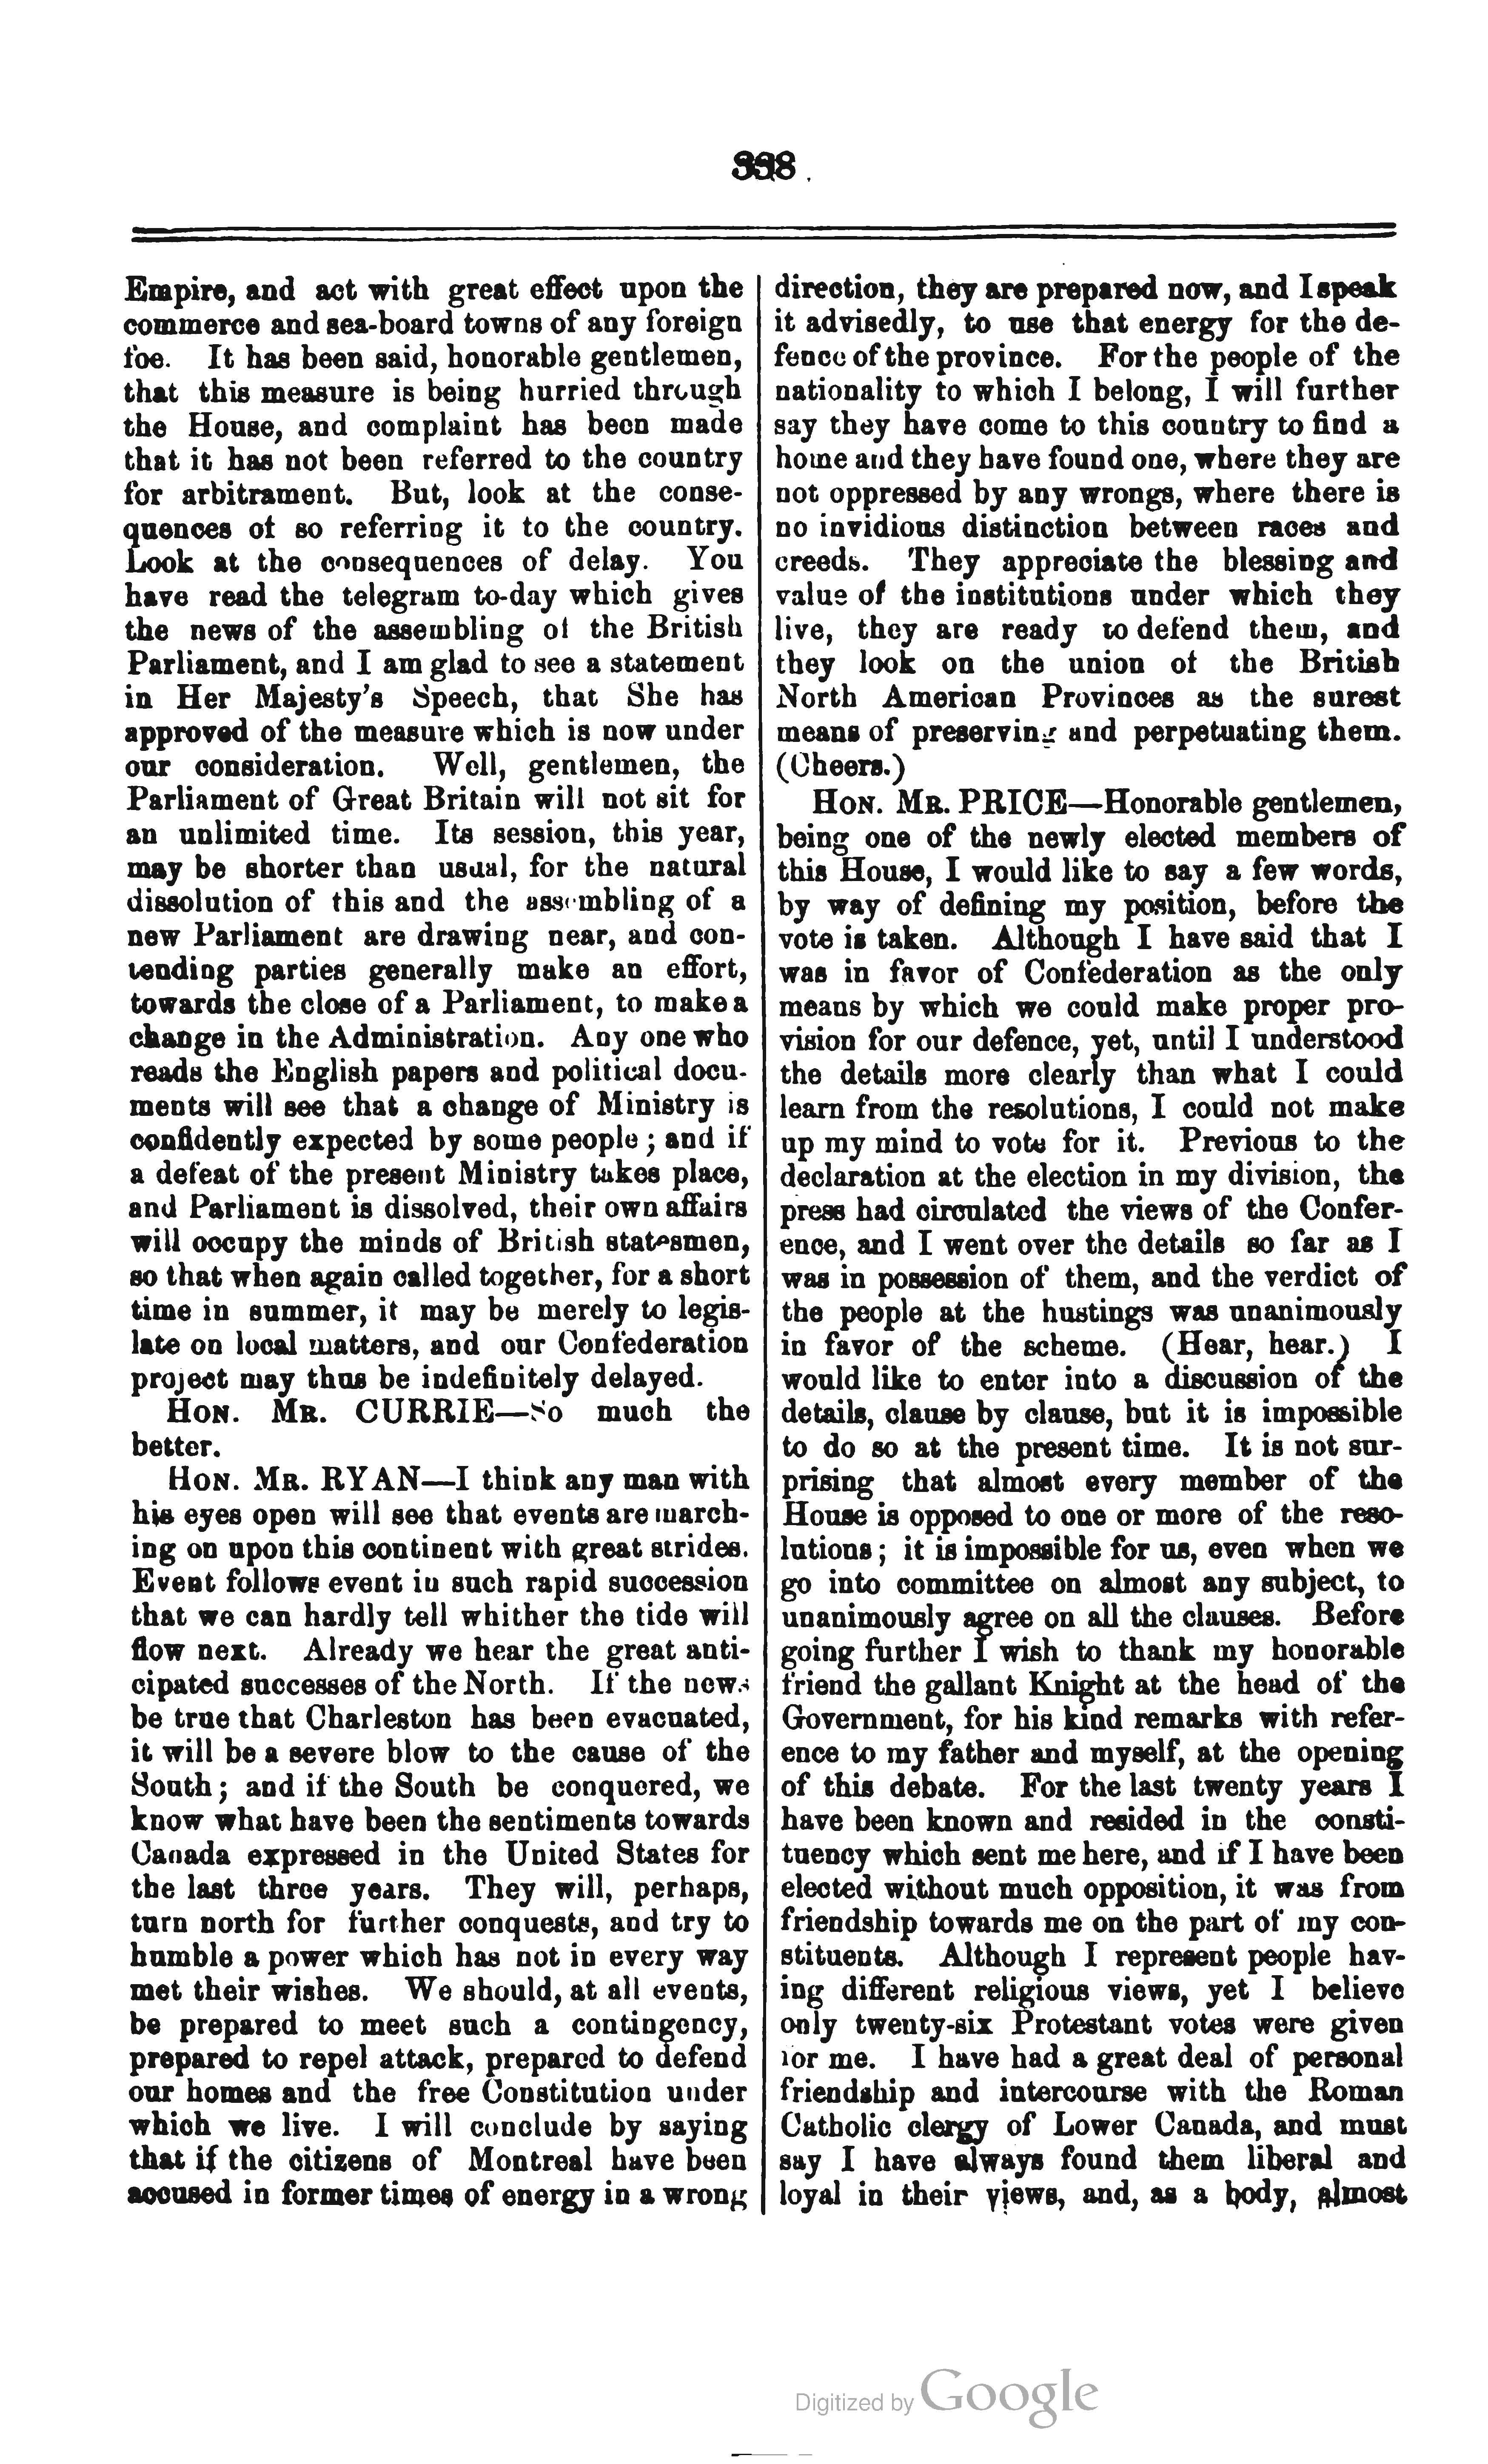 338
Empire, and act with great effect upon the
commerce and sea-board towns of any foreign
foe. It has been said, honorable gentlemen,
that this measure is being hurried through
the House, and complaint has been made
that it has not been referred to the country
for arbitrament. But, look at the conse-
quences of so referring it to the country.
Look at the consequences of delay. You
have read the telegram to-day which gives
the news of the assembling of the British
Parliament, and I am glad to see a statement
in Her Majesty's Speech, that She has
approved of the measure which is now under
our consideration. Well, gentlemen, the
Parliament of Great Britain will not sit for
an unlimited time. Its session, this year,
may be shorter than usual, for the natural
dissolution of this and the assembling of a
new Parliament are drawing near, and con-
tending parties generally make an effort,
towards the close of a Parliament, to make a
change in the Administration. Any one who
reads the English papers and political docu-
ments will see that a change of Ministry is
confidently expected by some people; and if
a defeat of the present Ministry takes place,
and Parliament is dissolved, their own affairs
will occupy the minds of British statesmen,
so that when again called together, for a short
time in summer, it may be merely to legis-
late on local matters, and our Confederation
project may thus be indefinitely delayed.
HON. MR. CURRIE—So much the
better.
HON. MR. RYAN—I think any man with
his eyes open will see that events are march-
ing on upon this continent with great strides.
Event follows event in such rapid succession
that we can hardly tell whither the tide will
flow next. Already we hear the great anti-
cipated successes of the North. If the news
be true that Charleston has been evacuated,
it will be a severe blow to the cause of the
South; and if the South be conquered, we
know what have been the sentiments towards
Canada expressed in the United States for
the last three years. They will, perhaps,
turn north for further conquests, and try to
humble a power which has not in every way
met their wishes. We should, at all events,
be prepared to meet such a contingency,
prepared to repel attack, prepared to defend
our homes and the free Constitution under
which we live. I will conclude by saying
that if the citizens of Montreal have been
accused in former times of energy in a wrong
direction, they are prepared now, and I speak
it advisedly, to use that energy for the de-
fence of the province. For the people of the
nationality to which I belong, I will further
say they have come to this country to find a
home and they have found one, where they are
not oppressed by any wrongs, where there is
no invidious distinction between races and
creeds. They appreciate the blessing and
value of the institutions under which they
live, they are ready to defend them, and
they look on the union of the British
North American Provinces as the surest
means of preserving and perpetuating them.
(Cheers.)
HON. MR. PRICE—Honorable gentlemen,
being one of the newly elected members of
this House, I would like to say a few words,
by way of defining my position, before the
vote is taken. Although I have said that I
was in favor of Confederation as the only
means by which we could make proper pro-
vision for our defence, yet, until I understood
the details more clearly than what I could
learn from the resolutions, I could not make
up my mind to vote for it. Previous to the
declaration at the election in my division, the
press had circulated the views of the Confer-
ence, and I went over the details so far as I
was in possession of them, and the verdict of
the people at the hustings was unanimously
in favor of the scheme. (Hear, hear.) I
would like to enter into a discussion of the
details, clause by clause, but it is impossible
to do so at the present time. It is not sur-
prising that almost every member of the
House is opposed to one or more of the reso-
lutions; it is impossible for us, even when we
go into committee on almost any subject, to
unanimously agree on all the clauses. Before
going further I wish to thank my honorable
friend the gallant Knight at the head of the
Government, for his kind remarks with refer-
ence to my father and myself, at the opening
of this debate. For the last twenty years I
have been known and resided in the consti-
tuency which sent me here, and if I have been
elected without much opposition, it was from
friendship towards me on the part of my con-
stituents. Although I represent people hav-
ing different religious views, yet I believe
only twenty-six Protestant votes were given
for me. I have had a great deal of personal
friendship and intercourse with the Roman
Catholic clergy of Lower Canada, and must
say I have always found them liberal and
loyal in their views, and, as a body, almost
Digitized by Google